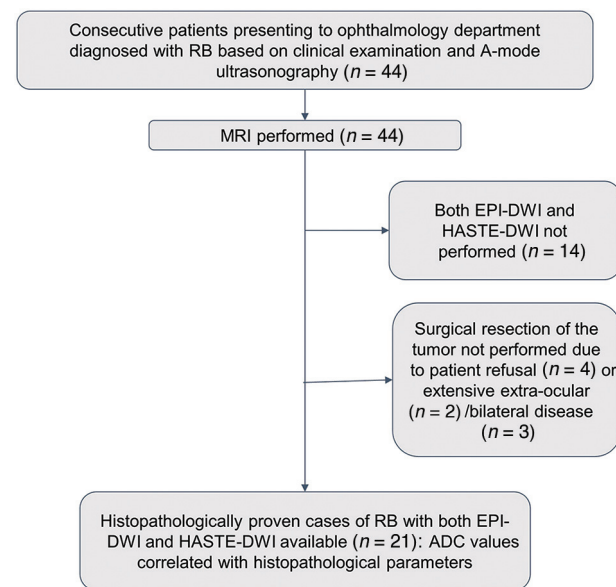 Consecutive patients presenting to ophthalmology department
diagnosed with RB based on clinical examination and A-mode
ultrasonography (n = 44)
MRI performed (n = 44)
Both EPI-DWI and
HASTE-DWI not
performed (n = 14)
Surgical resection of the
tumor not performed due
to patient refusal (n = 4) or
extensive extra-ocular
(n = 2) /bilateral disease
(n = 3)
Histopathologically proven cases of RB with both EPI-
DWI and HASTE-DWI available (n = 21): ADC values
correlated with histopathological parameters